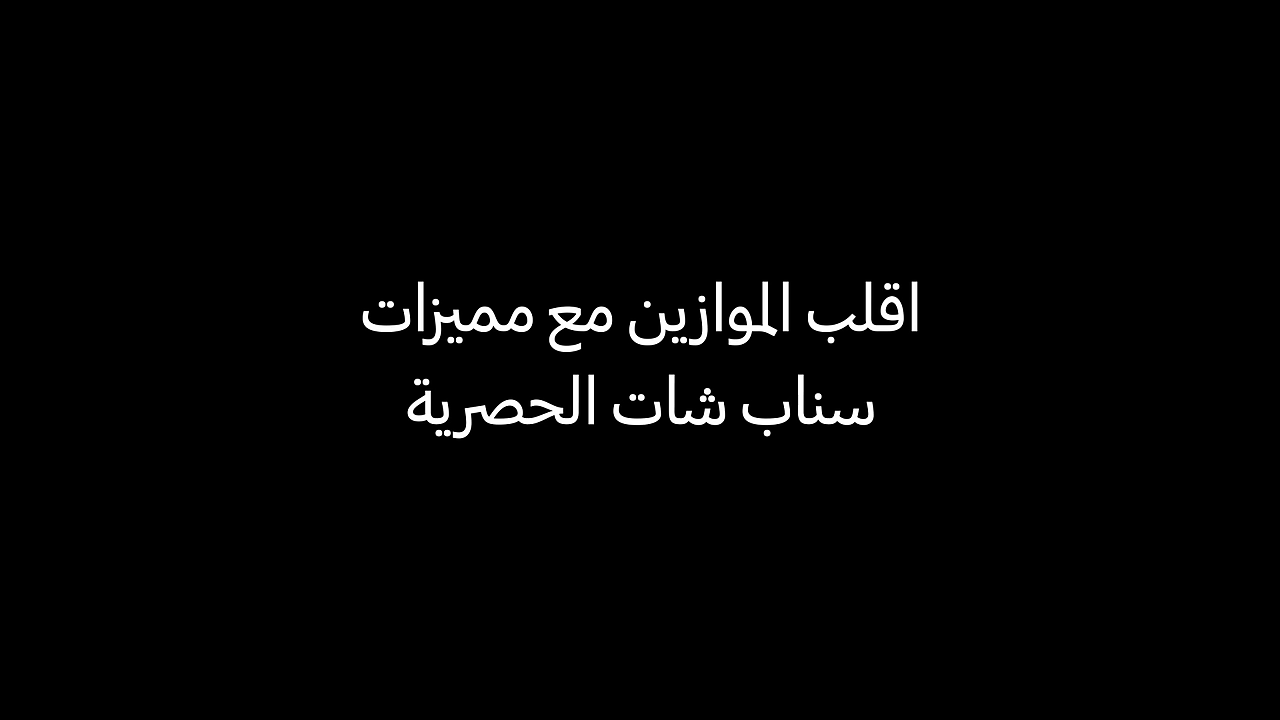 اقلب الموازين مع مميزات
سناب شات الحصرية